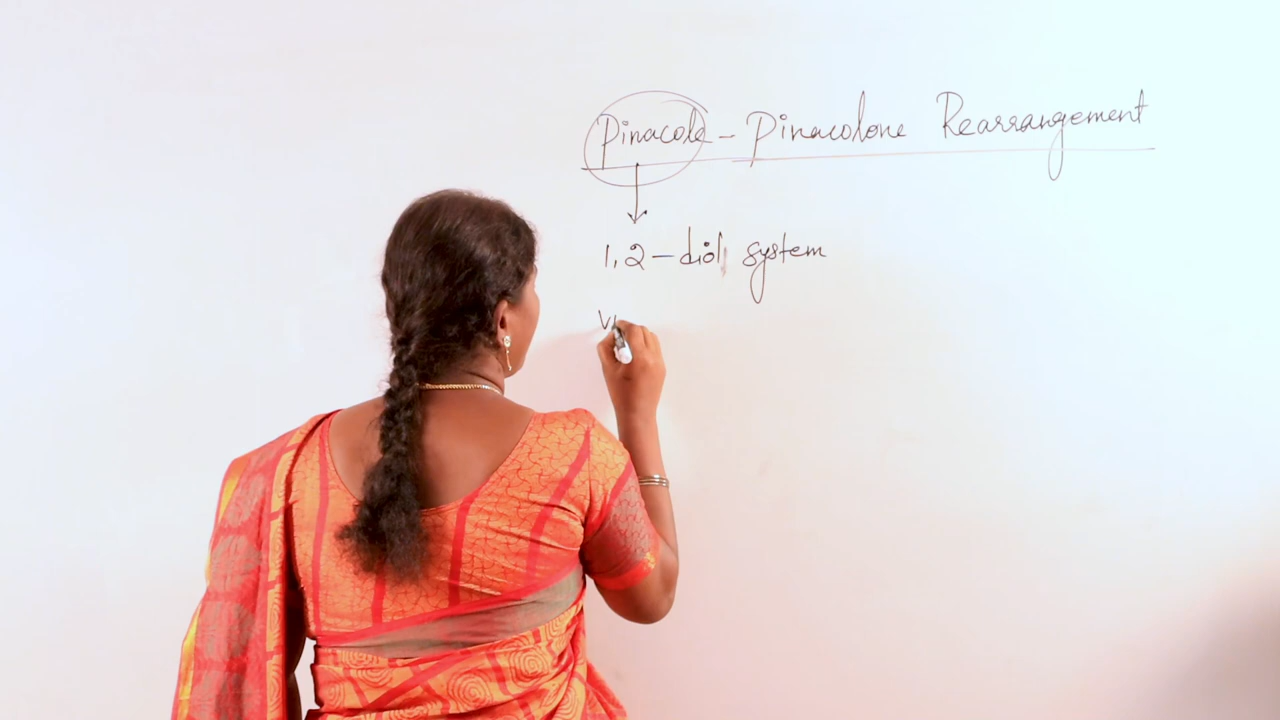 Pinacole - Pinacolone Rearrangement
1,2 - diol system